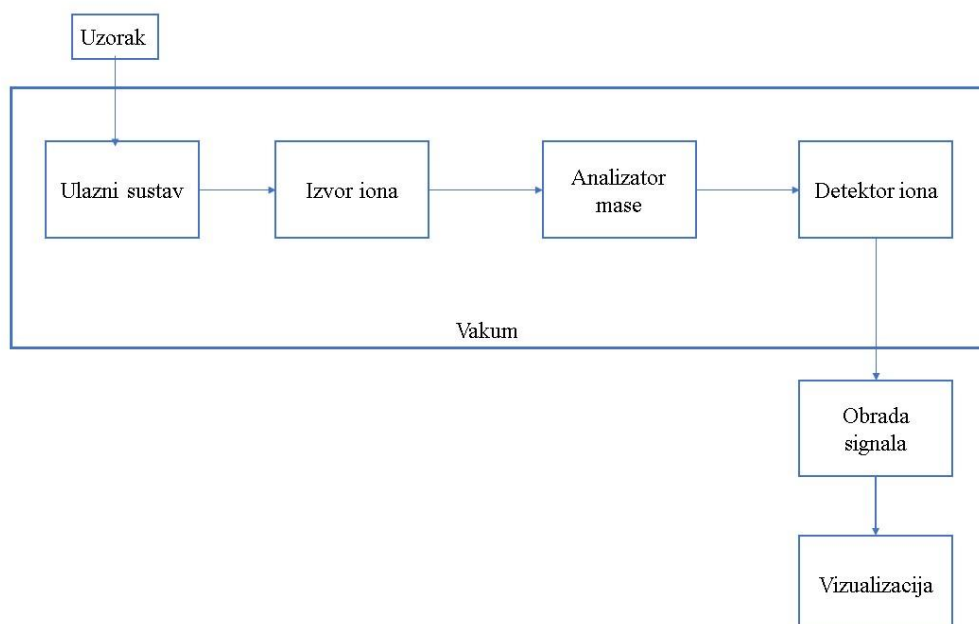 Uzorak
Ulazni sustav
Izvor iona
Analizator
mase
Detektor iona
Vakum
Obrada
signala
Vizualizacija